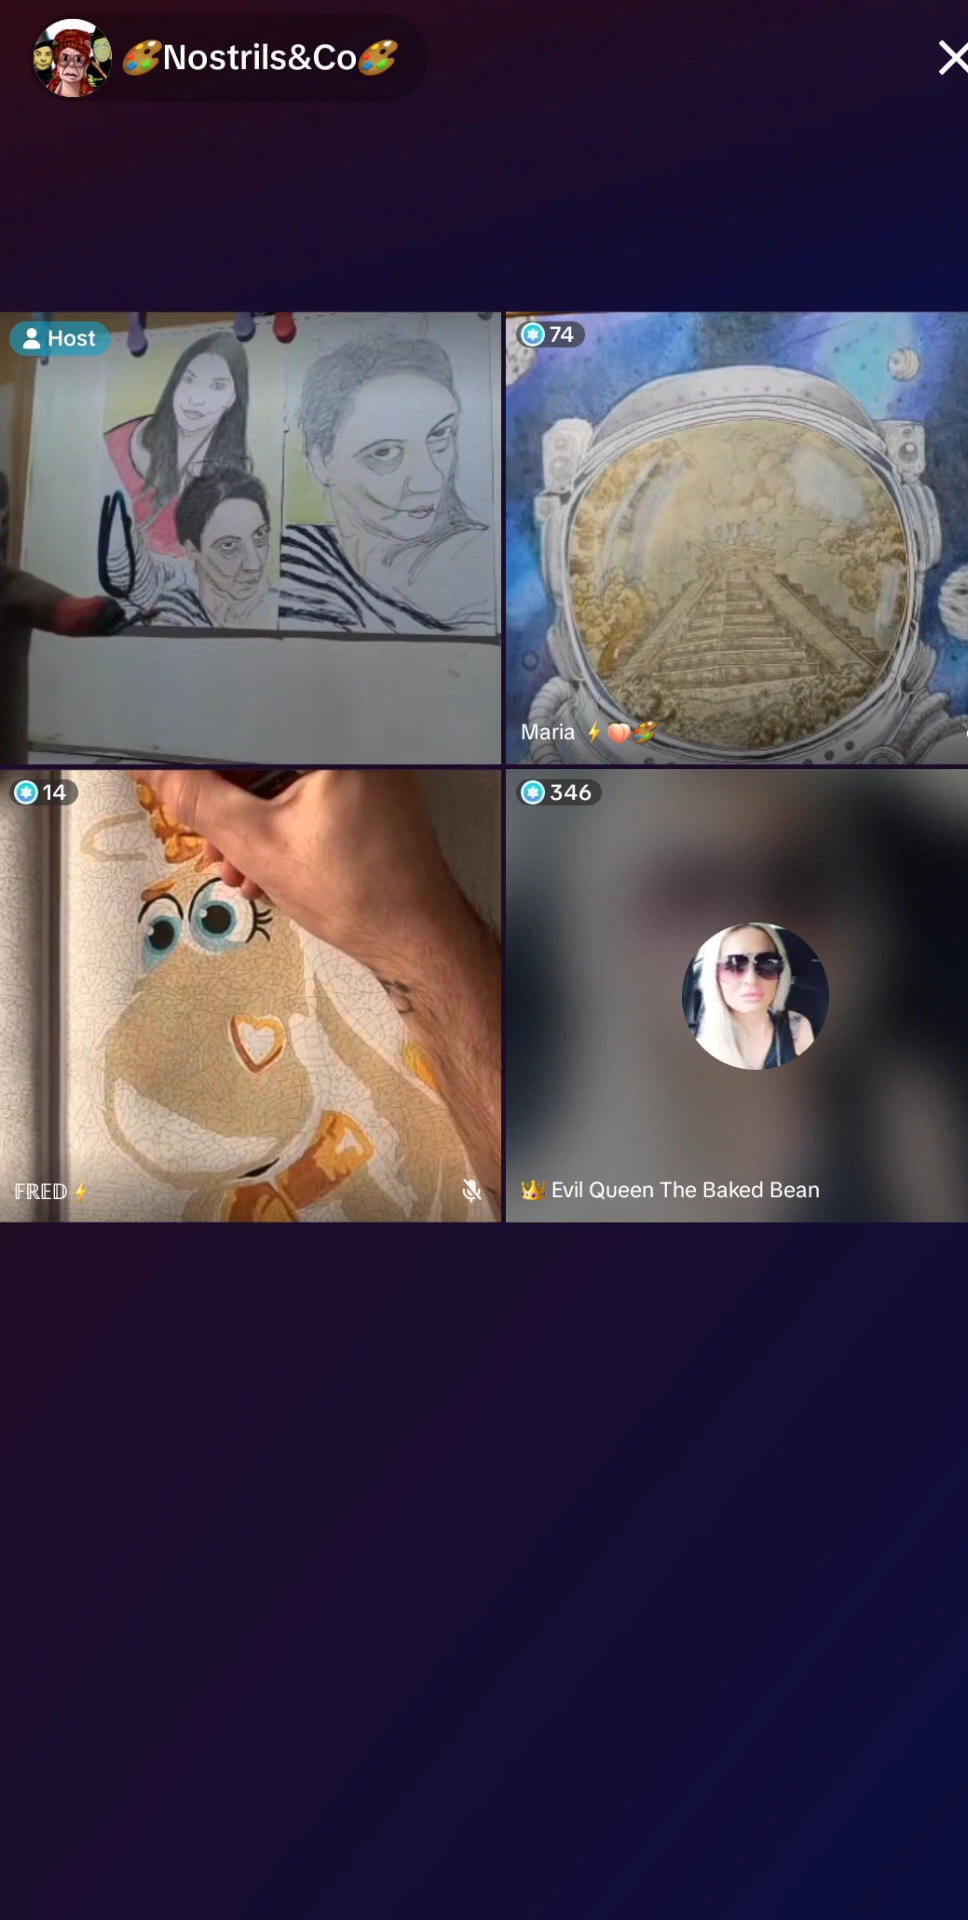 🎨Nostrils&Co🎨
Host
74
Maria ⚡🍑🎨
14
𝔽ℝ𝔼𝔻⚡
346
👑 Evil Queen The Baked Bean